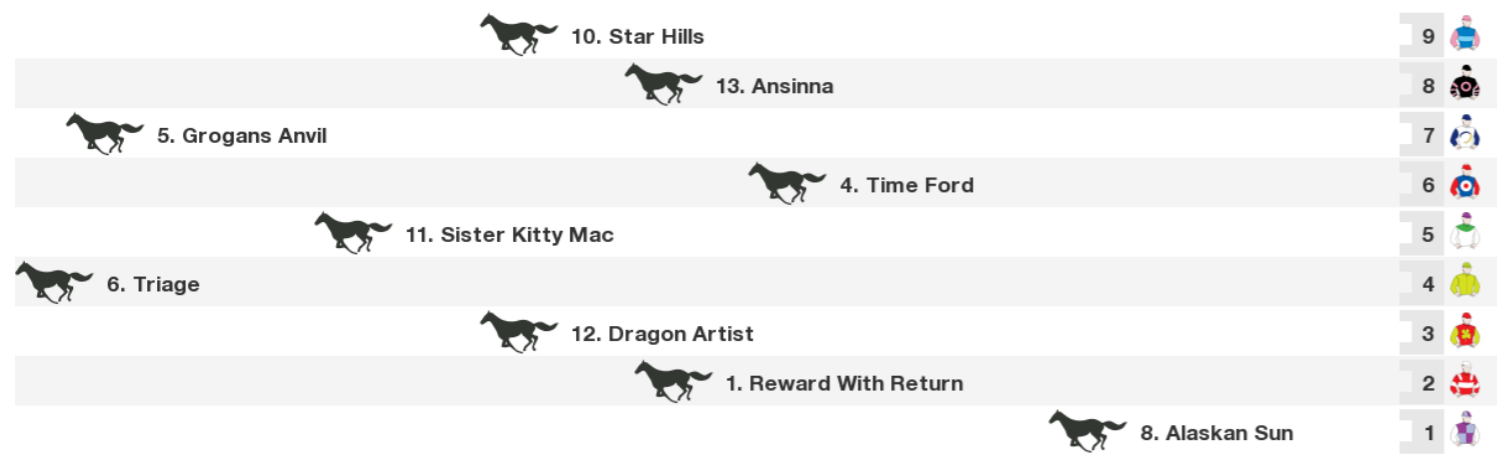 10. Star Hills 9
13. Ansinna 8
5. Grogans Anvil 7
4. Time Ford 6
11. Sister Kitty Mac 5
6. Triage 4
12. Dragon Artist 3
1. Reward With Return 2
8. Alaskan Sun 1